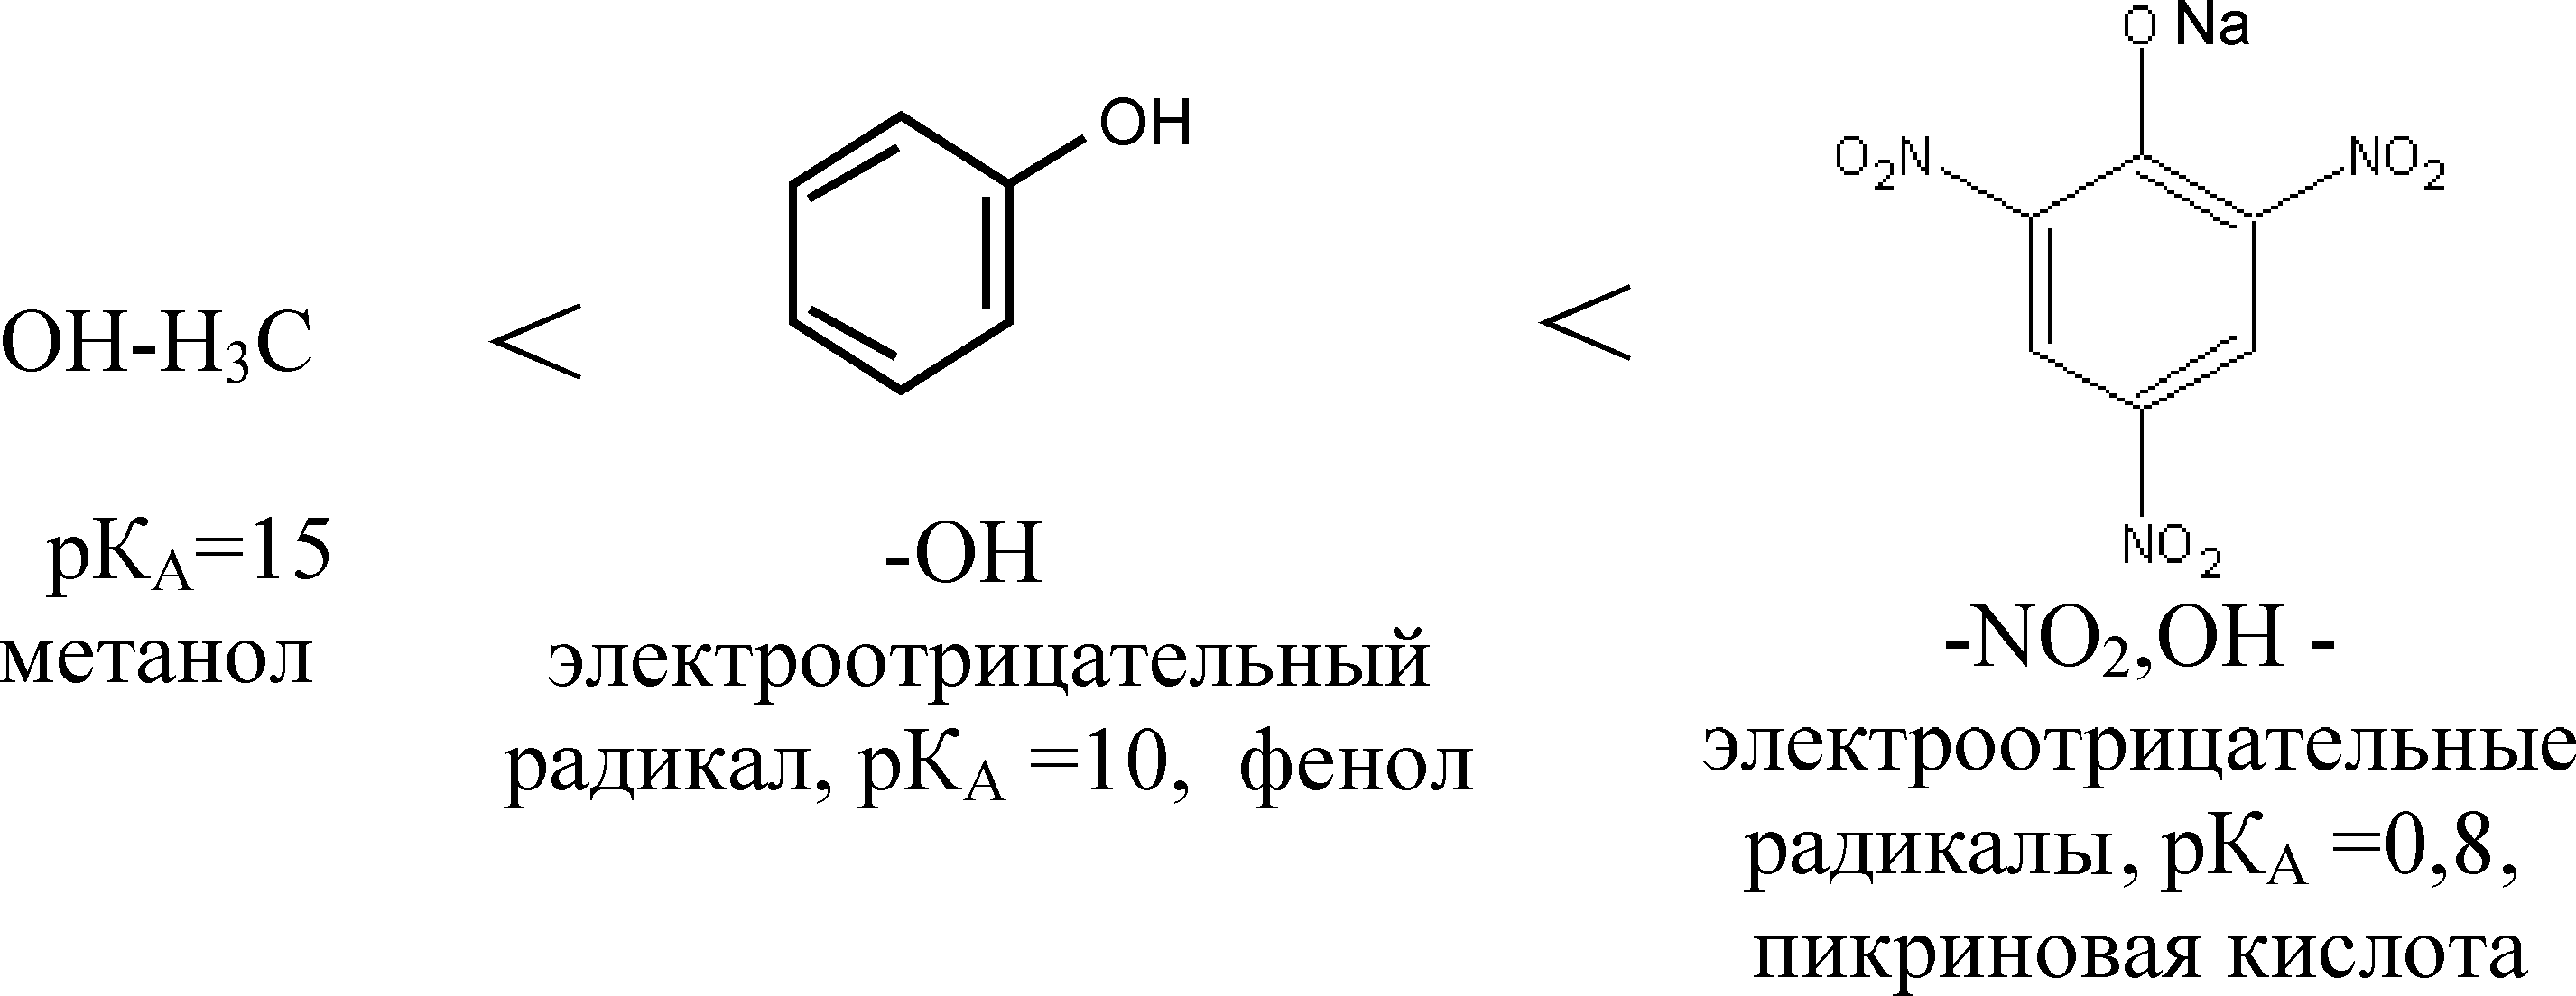 O Na
OH
O₂N
NO₂
OH-H₃C
<
<
NO₂
pKA=15
метанол
-OH
электроотрицательный
радикал, pKA =10, фенол
-NO₂,OH -
электроотрицательные
радикалы, pKA =0,8,
пикриновая кислота